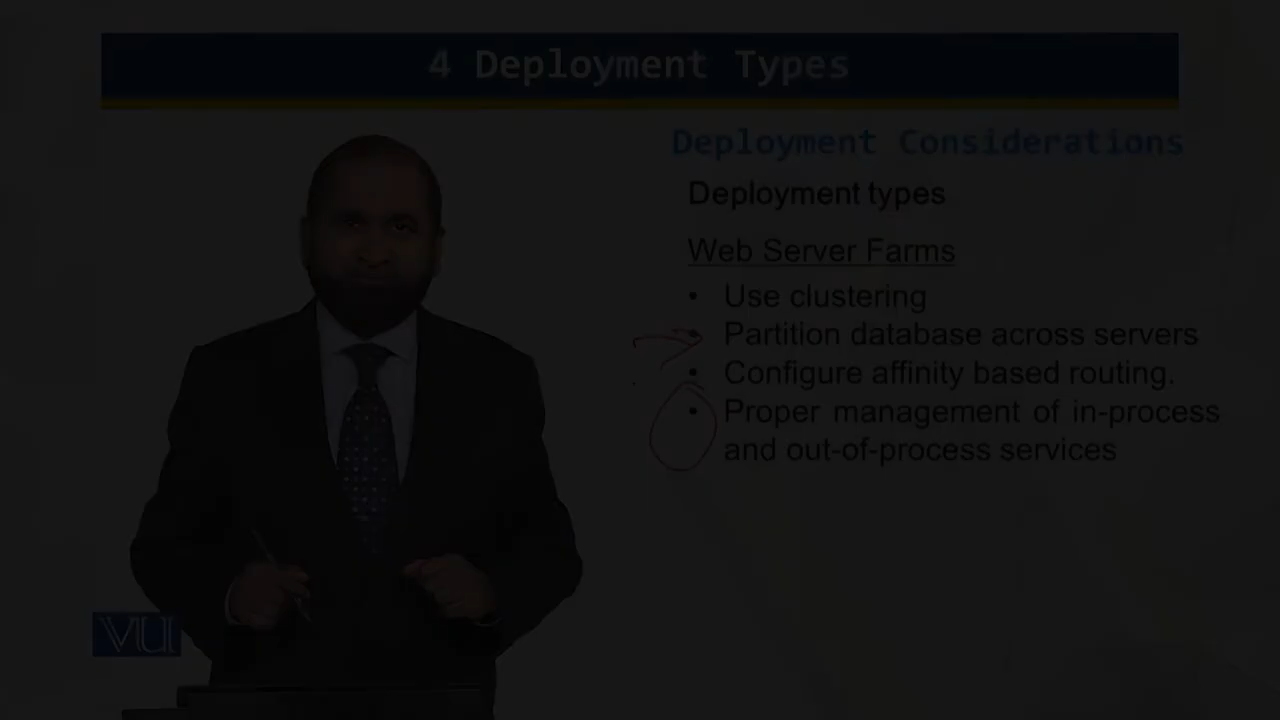 4 Deployment Types
Deployment Considerations
Deployment types
Web Server Farms
• Use clustering
• Partition database across servers
• Configure affinity based routing.
• Proper management of in-process
and out-of-process services
VU